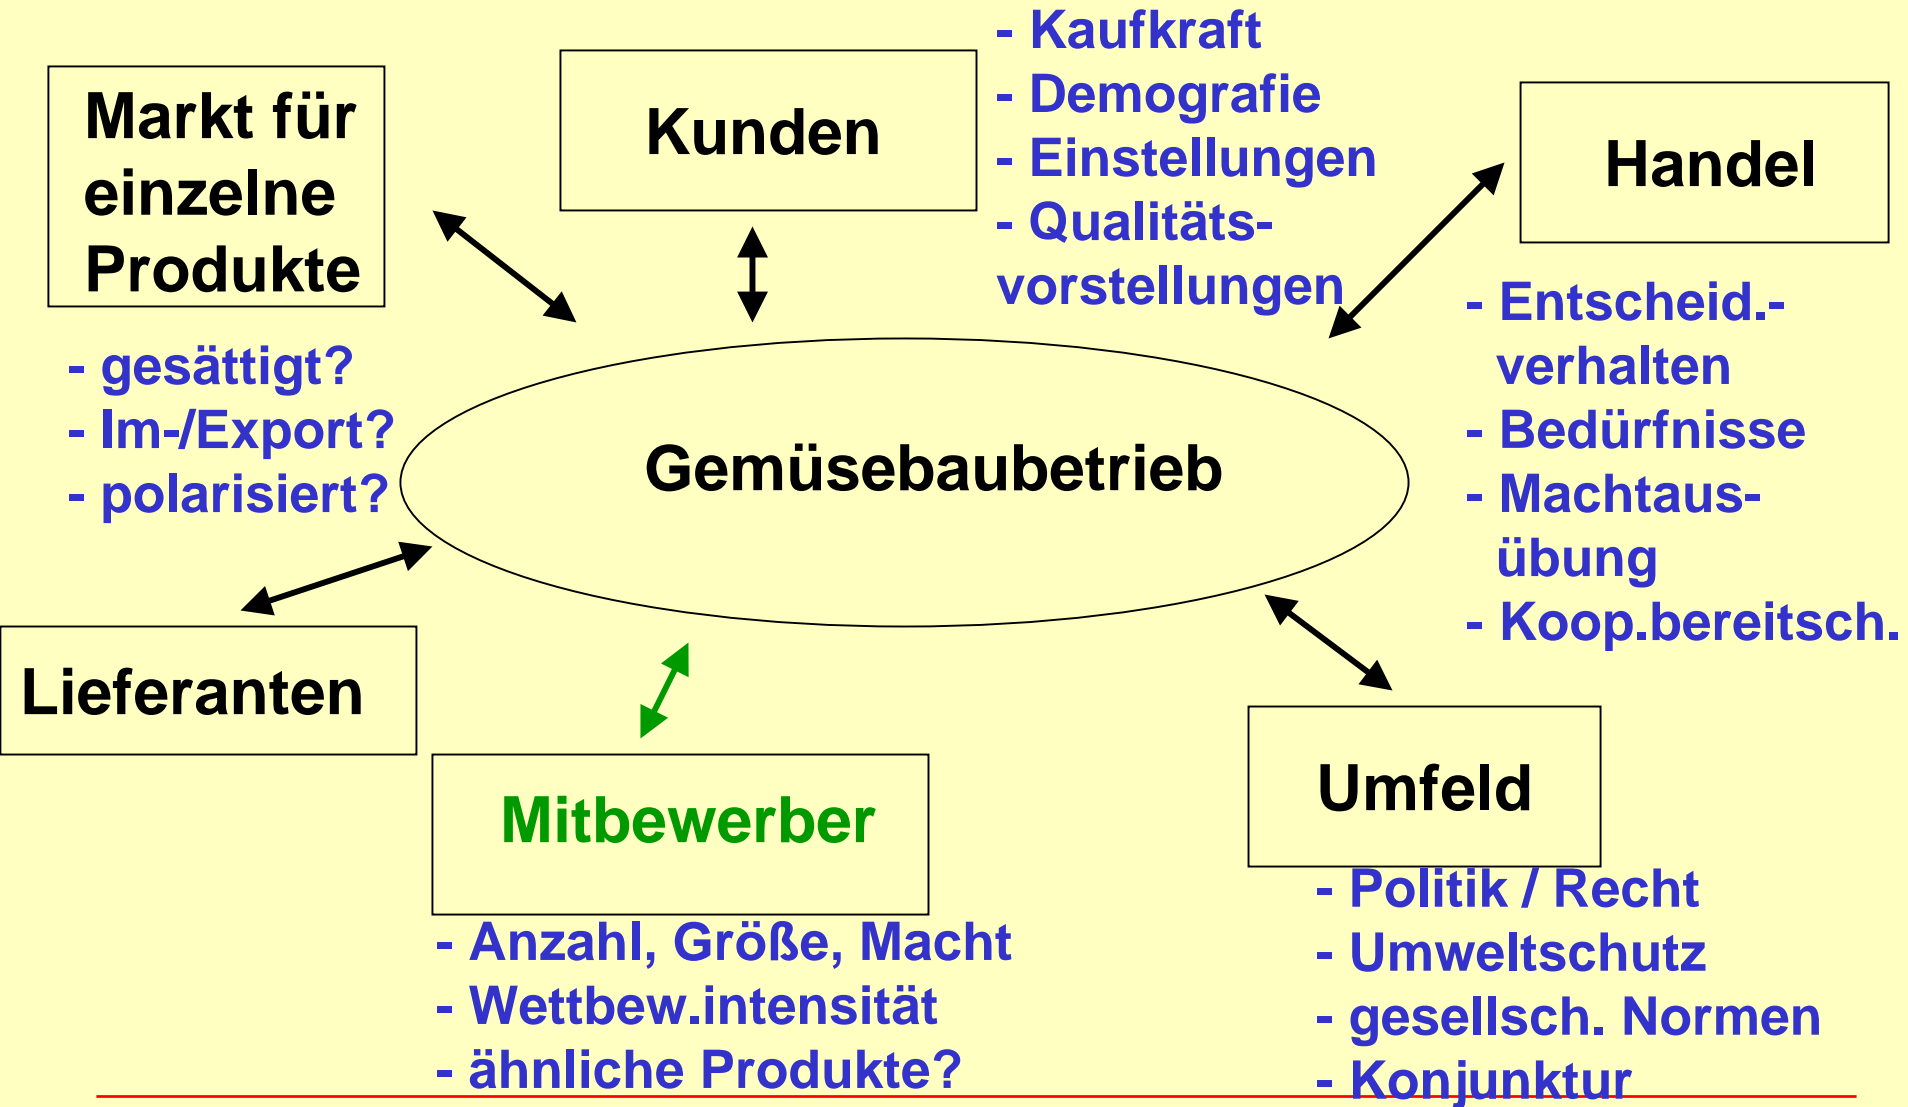 Markt für
einzelne
Produkte
- gesättigt?
- Im-/Export?
- polarisiert?
Kunden
- Kaufkraft
- Demografie
- Einstellungen
- Qualitäts-
vorstellungen
Handel
- Entscheid.-
verhalten
- Bedürfnisse
- Machtaus-
übung
- Koop.bereitsch.
Gemüsebaubetrieb
Lieferanten
Mitbewerber
- Anzahl, Größe, Macht
- Wettbew.intensität
- ähnliche Produkte?
Umfeld
- Politik / Recht
- Umweltschutz
- gesellsch. Normen
- Konjunktur